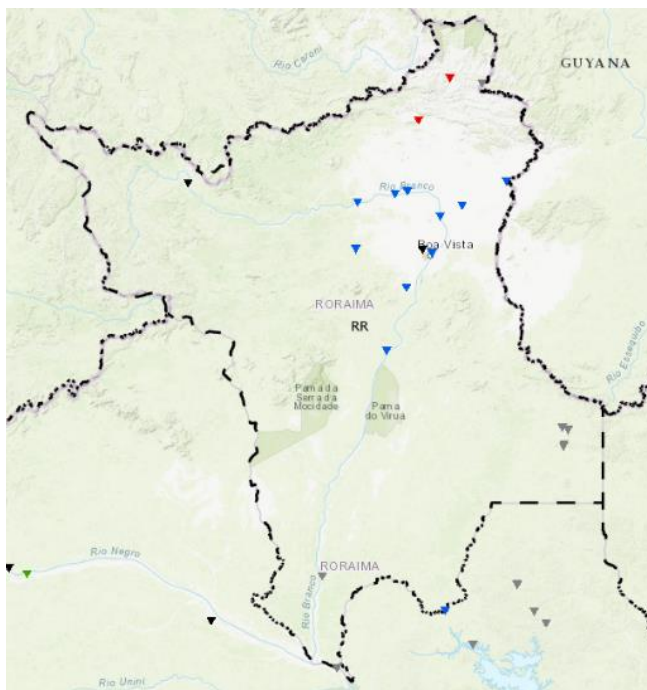 Rio Caroni
GUYANA
Rio Branco
Boa Vista
RORAIMA
RR
Rio Essequibo
Parna da
Serra da
Mocidade
Parna
do Virua
Rio Negro
RORAIMA
Rio Branco
Rio Unini